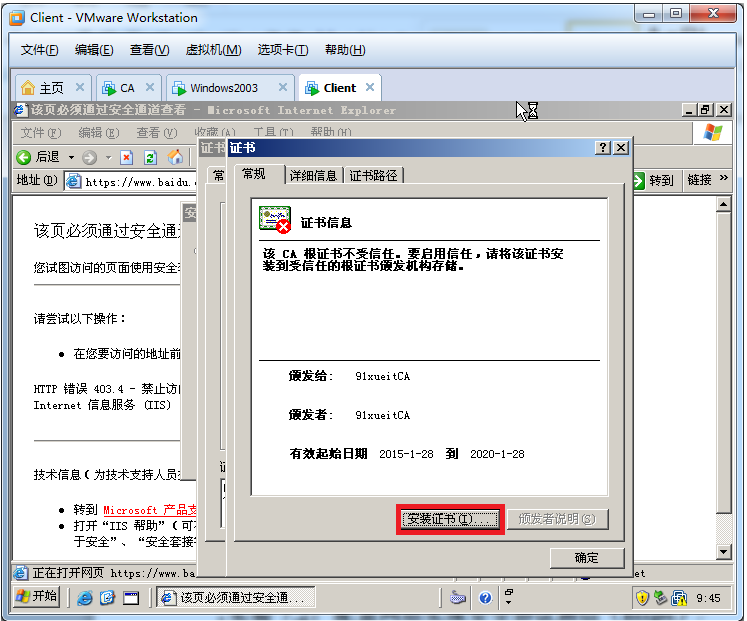 Client - VMware Workstation
文件(F) 编辑(E) 查看(V) 虚拟机(M) 选项卡(T) 帮助(H)
主页 CA Windows2003 Client
该页必须通过安全通道查看 - Microsoft Internet Explorer
文件(F) 编辑(E) 查看(V) 收藏(A) 工具(T) 帮助(H)
后退
证书
证书
地址(D) https://www.baidu. 转到 链接 »
常
常规 详细信息 证书路径
安
该页必须通过安全通
您试图访问的页面使用安全
请尝试以下操作：
在您要访问的地址前
HTTP 错误 403.4 - 禁止访
Internet 信息服务 (IIS)
技术信息（为技术支持人员
转到 Microsoft 产品支
打开“IIS 帮助”（可
于安全”、“安全套接
证书信息
该 CA 根证书不受信任。要启用信任，请将该证书安
装到受信任的根证书颁发机构存储。
颁发给： 91xueitCA
颁发者： 91xueitCA
有效起始日期 2015-1-28 到 2020-1-28
安装证书(I)... 颁发者说明(S)
确定
正在打开网页 https://www.ba
et
开始 该页必须通过安全通... 9:45